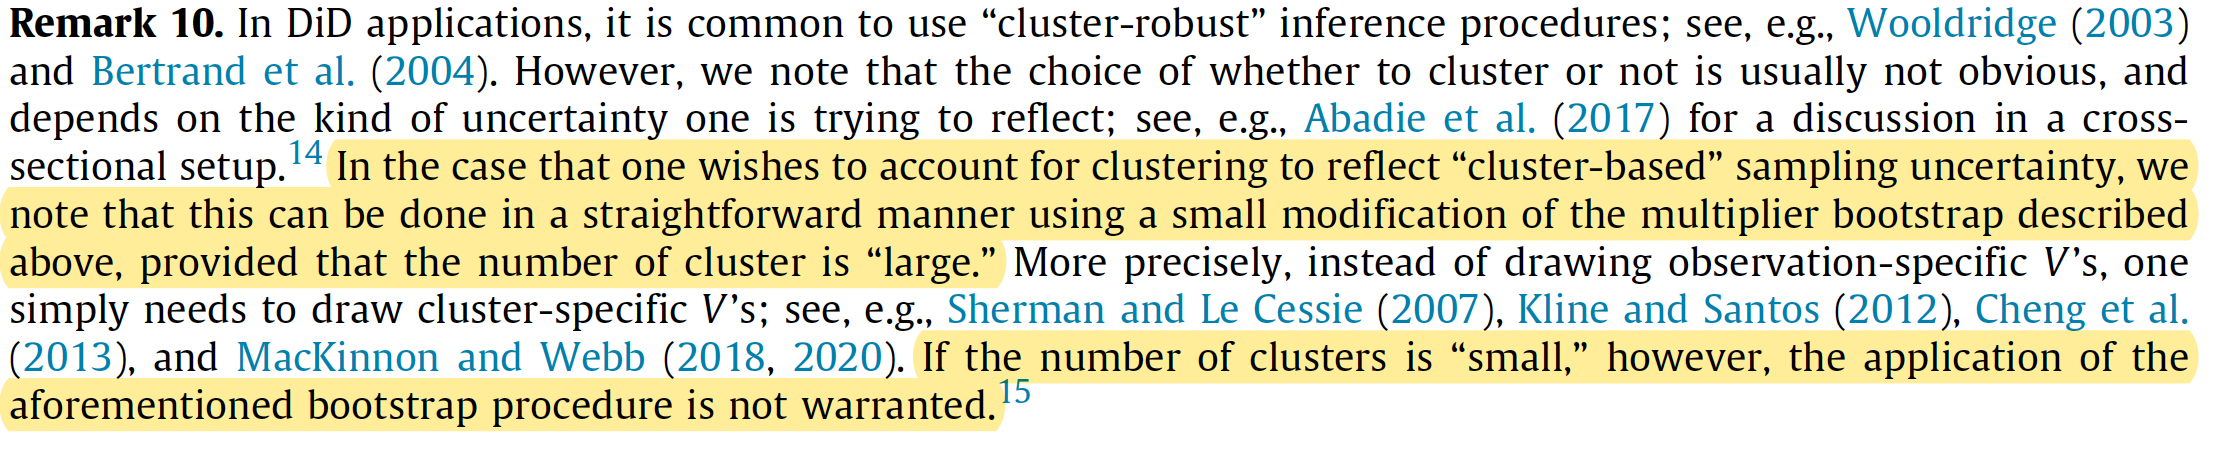 Remark 10. In DiD applications, it is common to use “cluster-robust” inference procedures; see, e.g., Wooldridge (2003)
and Bertrand et al. (2004). However, we note that the choice of whether to cluster or not is usually not obvious, and
depends on the kind of uncertainty one is trying to reflect; see, e.g., Abadie et al. (2017) for a discussion in a cross-
sectional setup.14 In the case that one wishes to account for clustering to reflect “cluster-based” sampling uncertainty, we
note that this can be done in a straightforward manner using a small modification of the multiplier bootstrap described
above, provided that the number of cluster is “large.” More precisely, instead of drawing observation-specific V’s, one
simply needs to draw cluster-specific V’s; see, e.g., Sherman and Le Cessie (2007), Kline and Santos (2012), Cheng et al.
(2013), and MacKinnon and Webb (2018, 2020). If the number of clusters is “small,” however, the application of the
aforementioned bootstrap procedure is not warranted.15